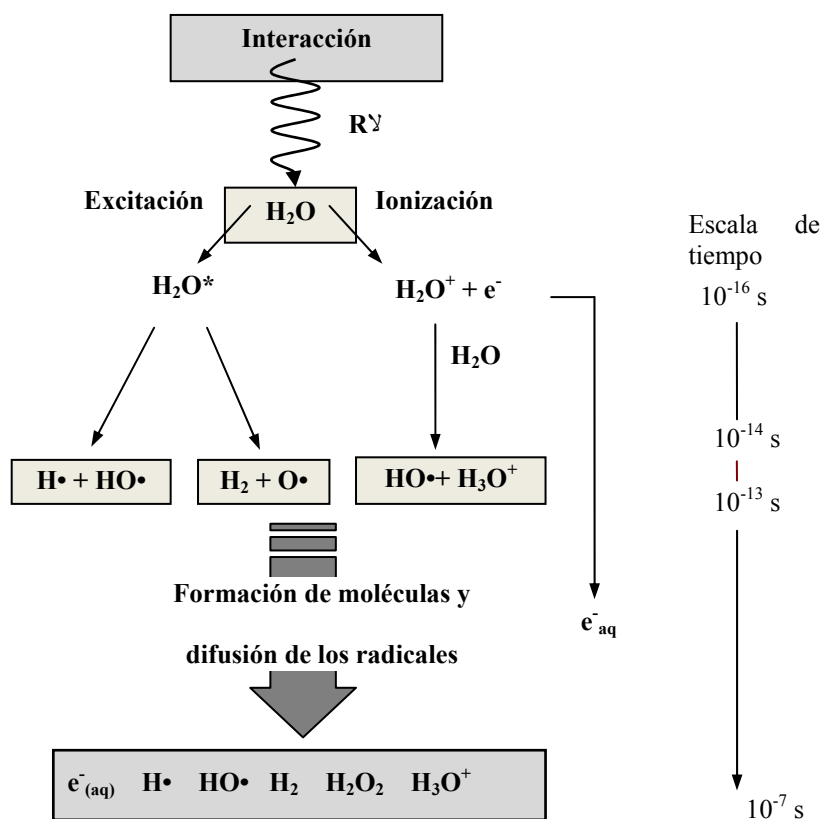 Interacción
Rγ
Excitación
Ionización
H₂O
Escala de
tiempo
H₂O*
H₂O⁺ + e⁻
10⁻¹⁶ s
H₂O
10⁻¹⁴ s
H• + HO•
H₂ + O•
HO•+ H₃O⁺
10⁻¹³ s
Formación de moléculas y
e⁻aq
difusión de los radicales
e⁻(aq) H• HO• H₂ H₂O₂ H₃O⁺
10⁻⁷ s